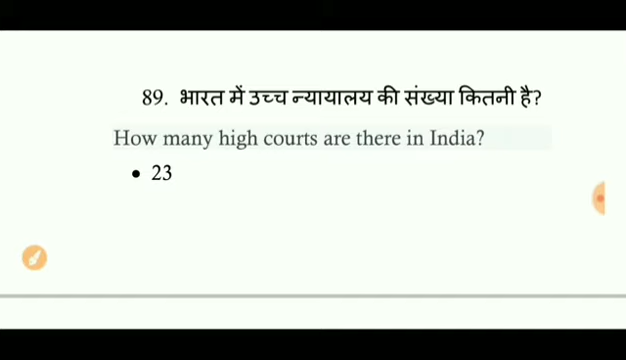 89. भारत में उच्च न्यायालय की संख्या कितनी है?
How many high courts are there in India?
• 23